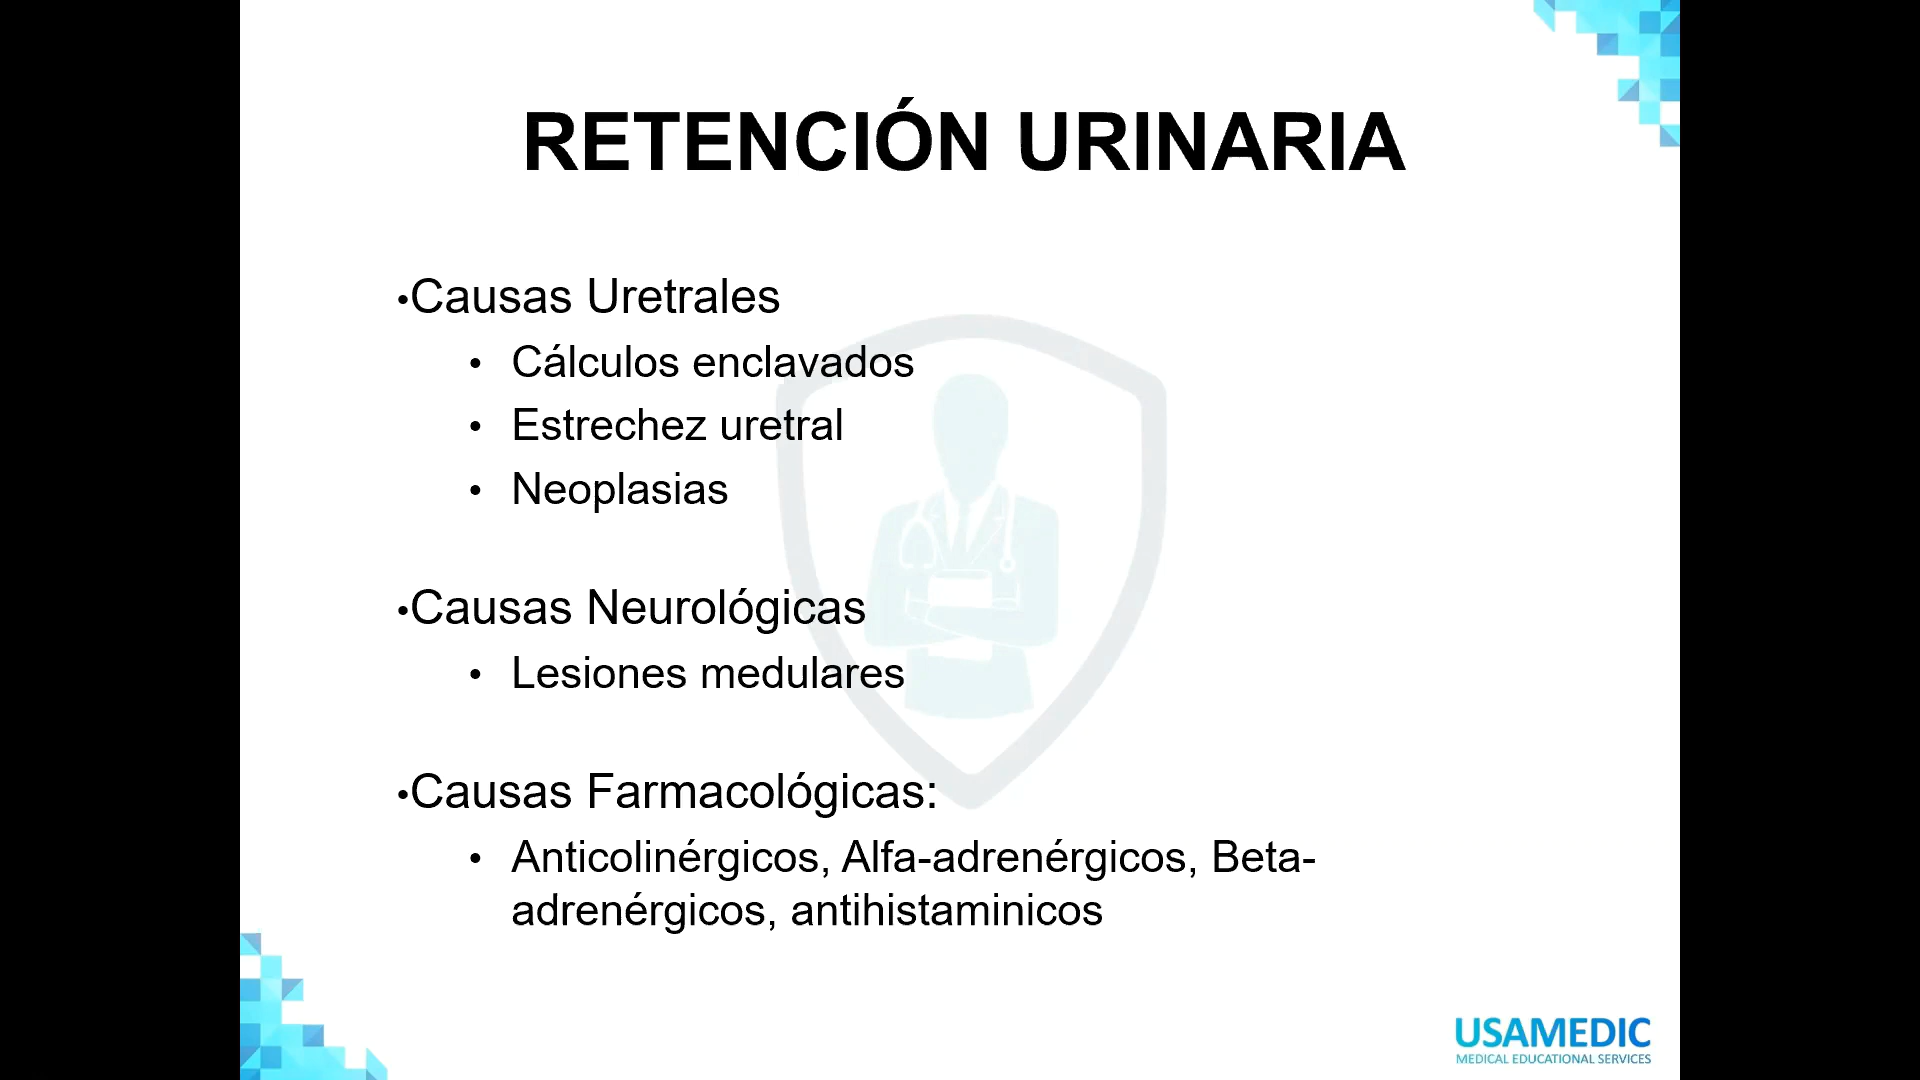 RETENCIÓN URINARIA
•Causas Uretrales
• Cálculos enclavados
• Estrechez uretral
• Neoplasias
•Causas Neurológicas
• Lesiones medulares
•Causas Farmacológicas:
• Anticolinérgicos, Alfa-adrenérgicos, Beta-
adrenérgicos, antihistaminicos
USAMEDIC
MEDICAL EDUCATIONAL SERVICES